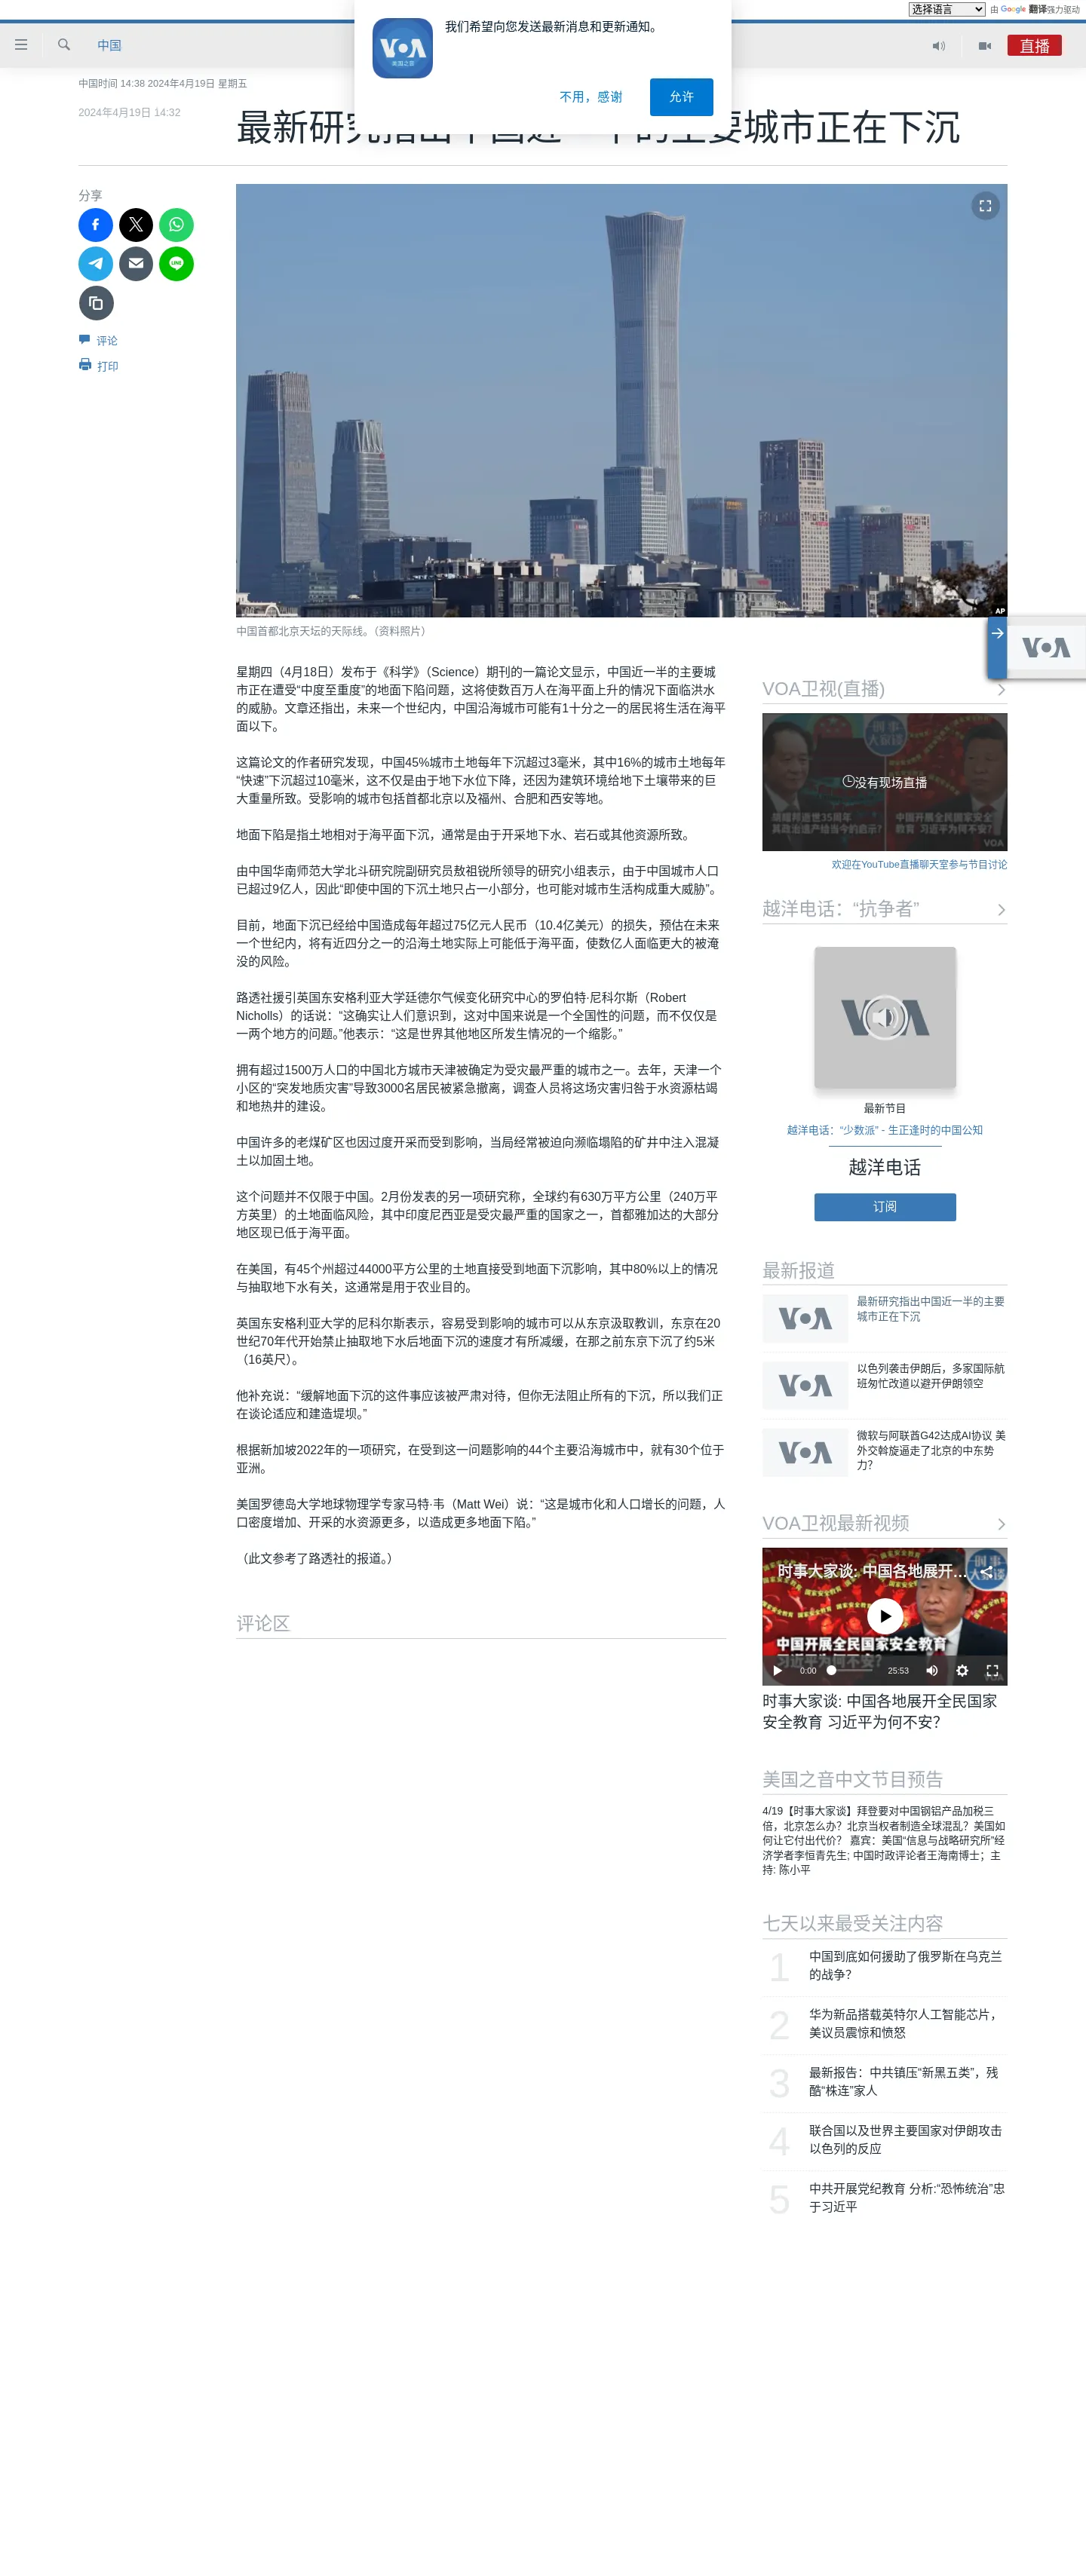 选择语言 由 Google 翻译强力驱动
我们希望向您发送最新消息和更新通知。
VOA
美国之音
不用，感谢
允许
中国
直播
中国时间 14:38 2024年4月19日 星期五
2024年4月19日 14:32
最新研究指出中国近一半的主要城市正在下沉
分享
评论
打印
AP
中国首都北京天坛的天际线。（资料照片）
星期四（4月18日）发布于《科学》（Science）期刊的一篇论文显示，中国近一半的主要城
市正在遭受“中度至重度”的地面下陷问题，这将使数百万人在海平面上升的情况下面临洪水
的威胁。文章还指出，未来一个世纪内，中国沿海城市可能有1十分之一的居民将生活在海平
面以下。
这篇论文的作者研究发现，中国45%城市土地每年下沉超过3毫米，其中16%的城市土地每年
“快速”下沉超过10毫米，这不仅是由于地下水位下降，还因为建筑环境给地下土壤带来的巨
大重量所致。受影响的城市包括首都北京以及福州、合肥和西安等地。
地面下陷是指土地相对于海平面下沉，通常是由于开采地下水、岩石或其他资源所致。
由中国华南师范大学北斗研究院副研究员敖祖锐所领导的研究小组表示，由于中国城市人口
已超过9亿人，因此“即使中国的下沉土地只占一小部分，也可能对城市生活构成重大威胁”。
目前，地面下沉已经给中国造成每年超过75亿元人民币（10.4亿美元）的损失，预估在未来
一个世纪内，将有近四分之一的沿海土地实际上可能低于海平面，使数亿人面临更大的被淹
没的风险。
路透社援引英国东安格利亚大学廷德尔气候变化研究中心的罗伯特·尼科尔斯（Robert
Nicholls）的话说：“这确实让人们意识到，这对中国来说是一个全国性的问题，而不仅仅是
一两个地方的问题。”他表示：“这是世界其他地区所发生情况的一个缩影。”
拥有超过1500万人口的中国北方城市天津被确定为受灾最严重的城市之一。去年，天津一个
小区的“突发地质灾害”导致3000名居民被紧急撤离，调查人员将这场灾害归咎于水资源枯竭
和地热井的建设。
中国许多的老煤矿区也因过度开采而受到影响，当局经常被迫向濒临塌陷的矿井中注入混凝
土以加固土地。
这个问题并不仅限于中国。2月份发表的另一项研究称，全球约有630万平方公里（240万平
方英里）的土地面临风险，其中印度尼西亚是受灾最严重的国家之一，首都雅加达的大部分
地区现已低于海平面。
在美国，有45个州超过44000平方公里的土地直接受到地面下沉影响，其中80%以上的情况
与抽取地下水有关，这通常是用于农业目的。
英国东安格利亚大学的尼科尔斯表示，容易受到影响的城市可以从东京汲取教训，东京在20
世纪70年代开始禁止抽取地下水后地面下沉的速度才有所减缓，在那之前东京下沉了约5米
（16英尺）。
他补充说：“缓解地面下沉的这件事应该被严肃对待，但你无法阻止所有的下沉，所以我们正
在谈论适应和建造堤坝。”
根据新加坡2022年的一项研究，在受到这一问题影响的44个主要沿海城市中，就有30个位于
亚洲。
美国罗德岛大学地球物理学专家马特·韦（Matt Wei）说：“这是城市化和人口增长的问题，人
口密度增加、开采的水资源更多，以造成更多地面下陷。”
（此文参考了路透社的报道。）
评论区
VOA
VOA卫视(直播)
时事大家谈
没有现场直播
胡耀邦逝世35周年
其政治遗产给当今的启示？
中国开展全民国家安全
教育 习近平为何不安？
VOA
欢迎在YouTube直播聊天室参与节目讨论
越洋电话：“抗争者”
VOA
最新节目
越洋电话：“少数派” - 生正逢时的中国公知
越洋电话
订阅
最新报道
VOA
最新研究指出中国近一半的主要
城市正在下沉
VOA
以色列袭击伊朗后，多家国际航
班匆忙改道以避开伊朗领空
VOA
微软与阿联首G42达成AI协议 美
外交斡旋逼走了北京的中东势
力？
VOA卫视最新视频
时事大家谈: 中国各地展开…
中国开展全民国家安全教育
习近平为何不安？
0:00
25:53
时事大家谈: 中国各地展开全民国家
安全教育 习近平为何不安？
美国之音中文节目预告
4/19【时事大家谈】拜登要对中国钢铝产品加税三
倍，北京怎么办？北京当权者制造全球混乱？美国如
何让它付出代价？ 嘉宾：美国“信息与战略研究所”经
济学者李恒青先生; 中国时政评论者王海南博士；主
持: 陈小平
七天以来最受关注内容
1
中国到底如何援助了俄罗斯在乌克兰
的战争？
2
华为新品搭载英特尔人工智能芯片，
美议员震惊和愤怒
3
最新报告：中共镇压“新黑五类”，残
酷“株连”家人
4
联合国以及世界主要国家对伊朗攻击
以色列的反应
5
中共开展党纪教育 分析:“恐怖统治”忠
于习近平